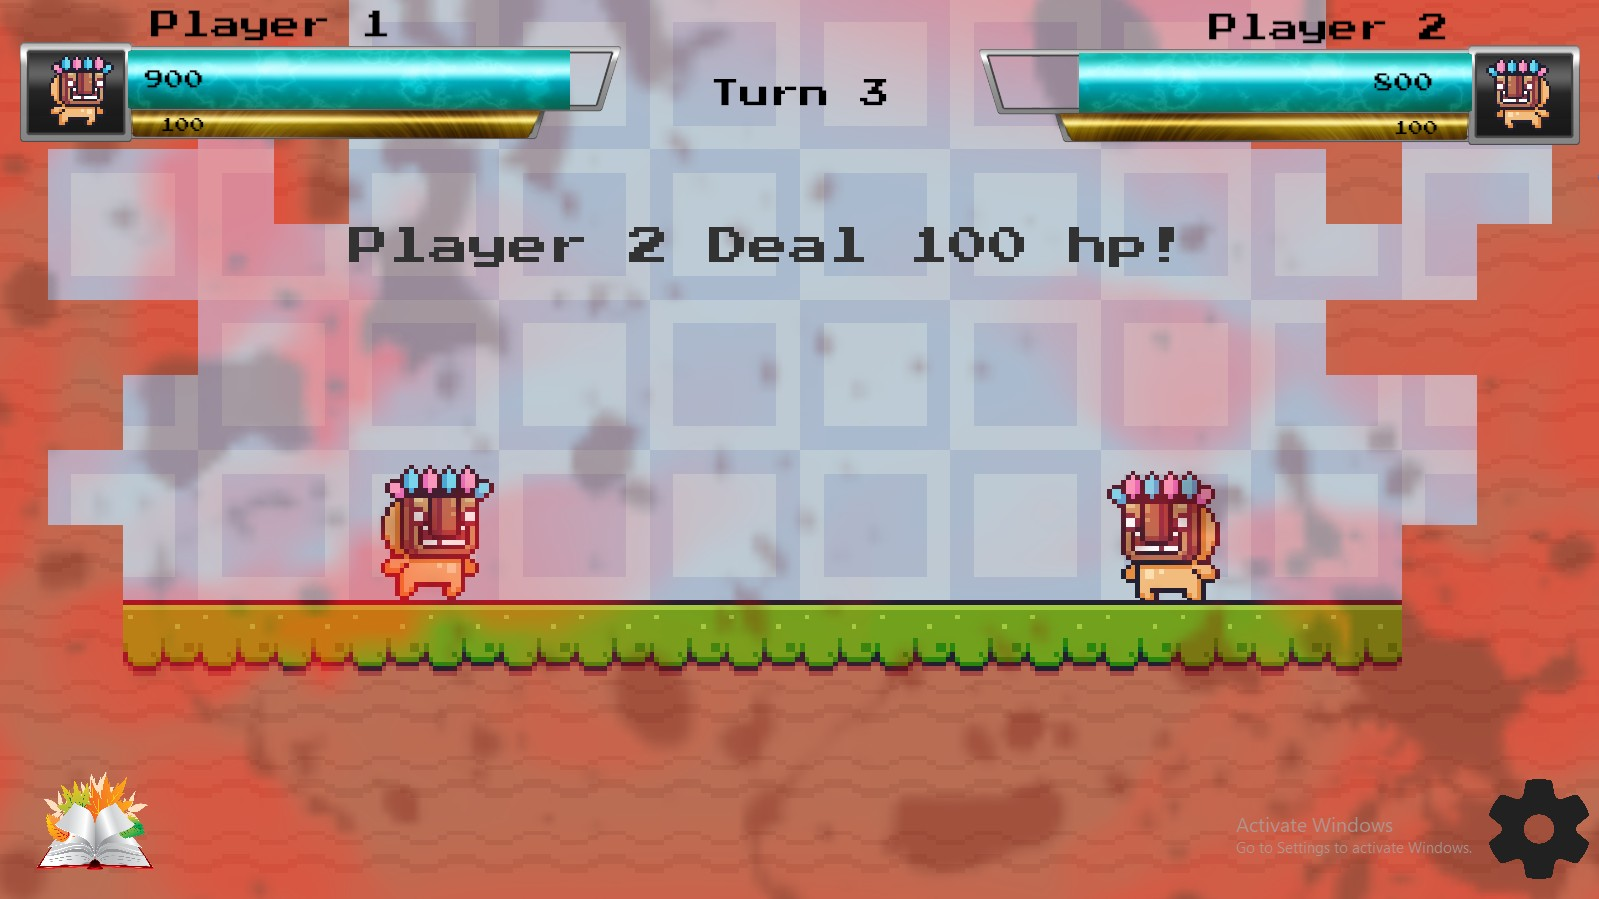 Player 1
Player 2
900
Turn 3
800
100
100
Player 2 Deal 100 hp!
Activate Windows
Go to Settings to activate Windows.